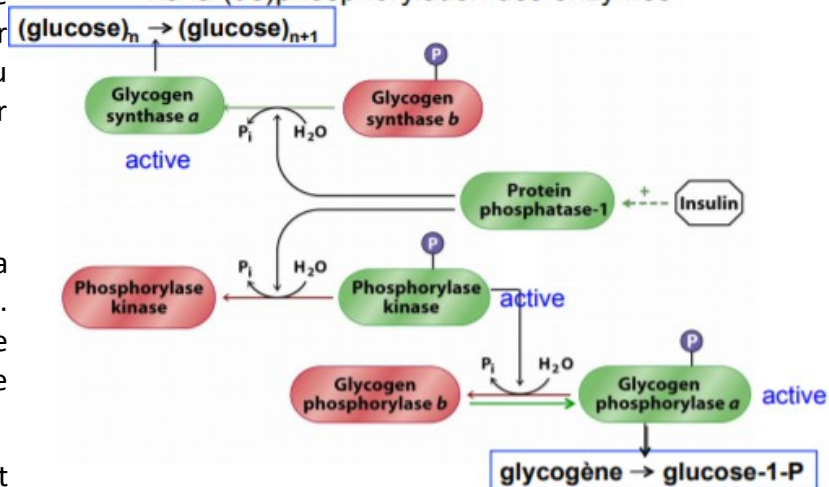 (glucose)n → (glucose)n+1
P
Glycogen
synthase a
Glycogen
synthase b
Pi
H2O
active
Protein
phosphatase-1
+
Insulin
P
Pi
H2O
Phosphorylase
kinase
Phosphorylase
kinase
active
P
Pi
H2O
Glycogen
phosphorylase b
Glycogen
phosphorylase a
active
glycogène → glucose-1-P